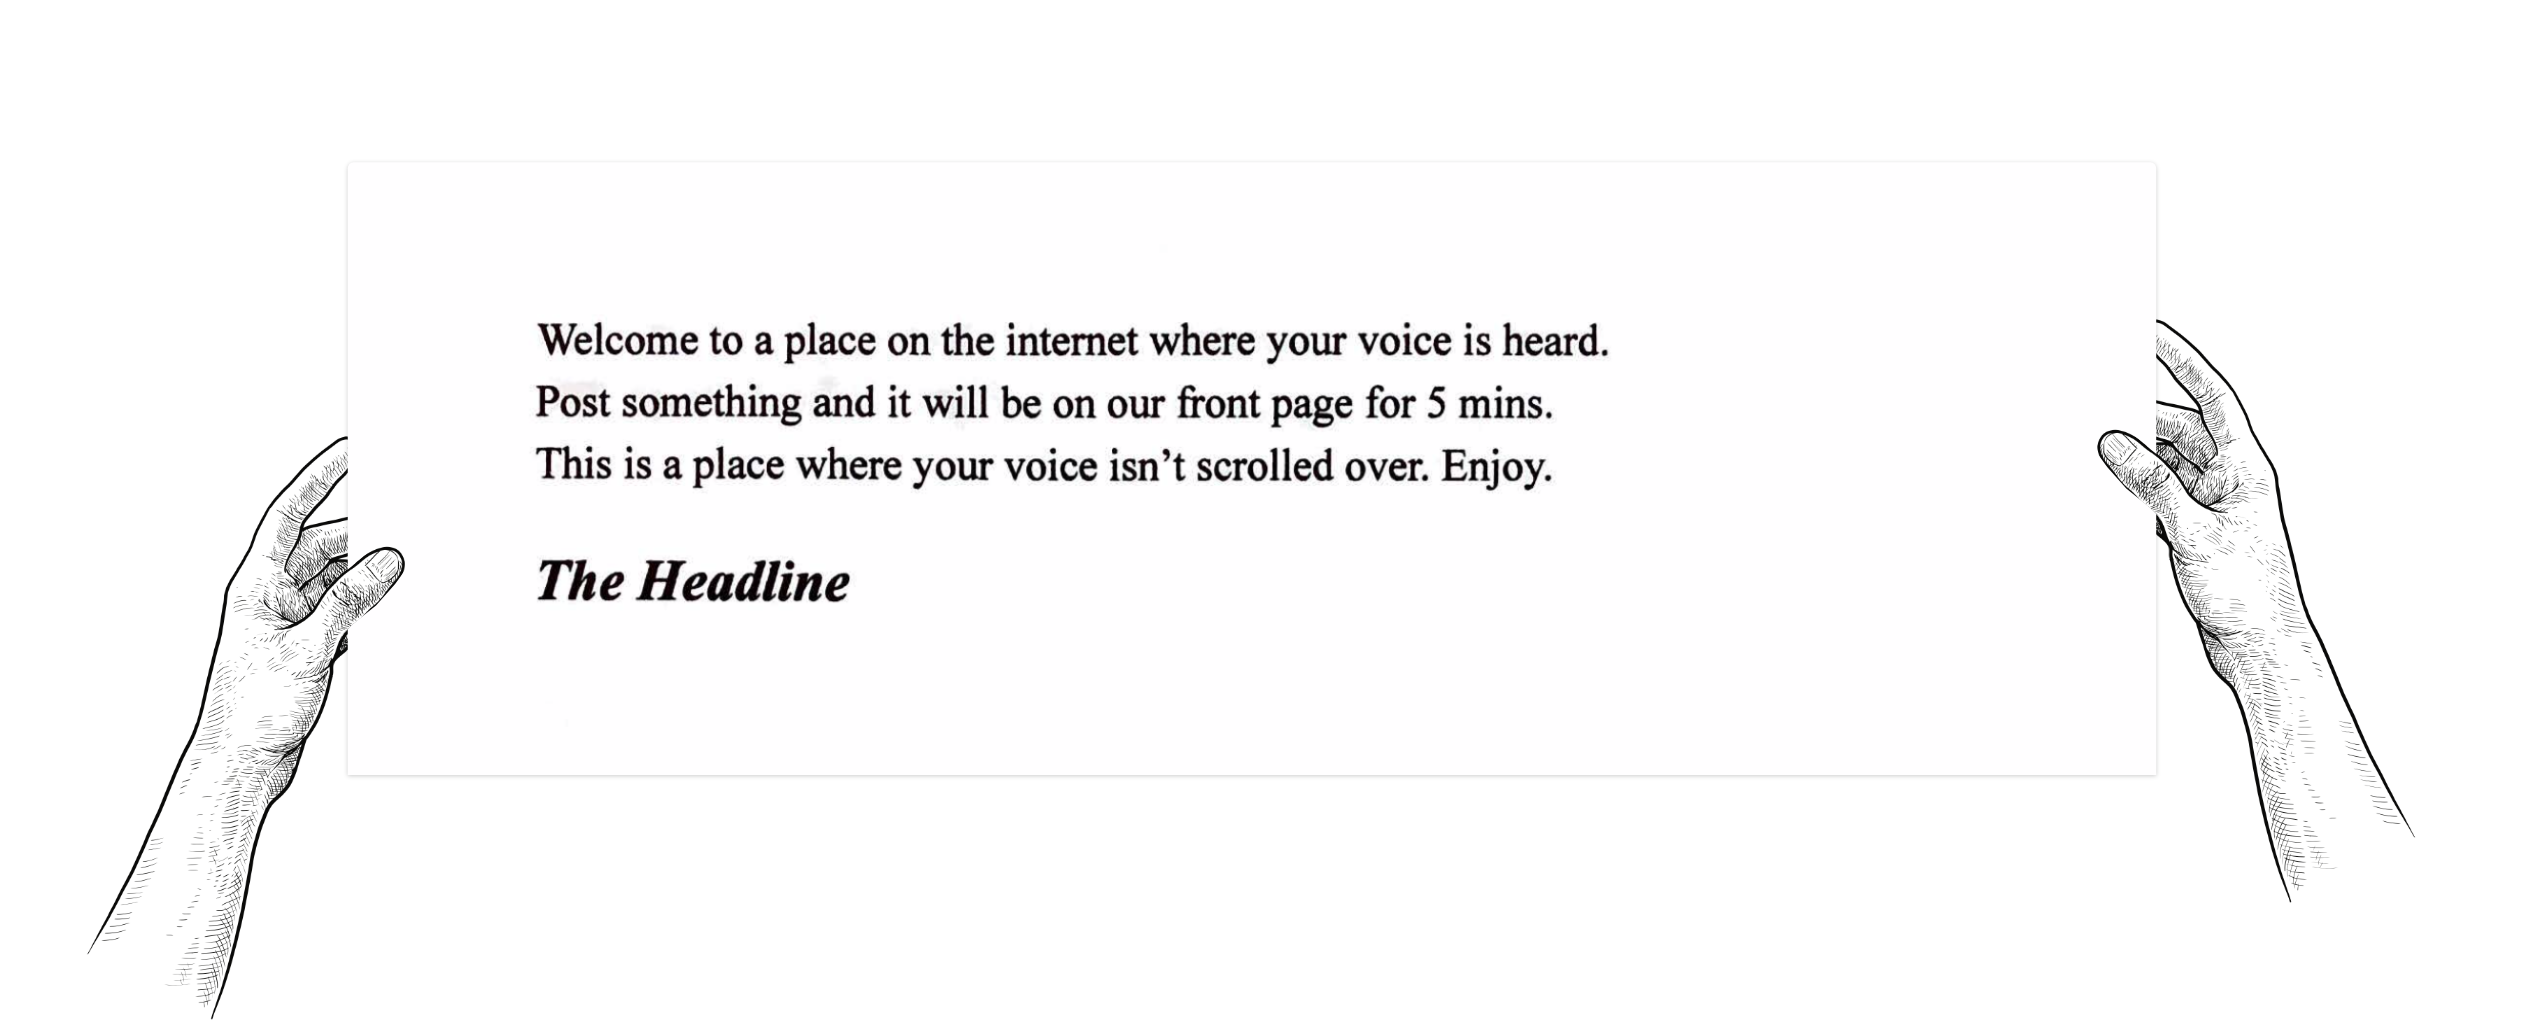 Welcome to a place on the internet where your voice is heard.
Post something and it will be on our front page for 5 mins.
This is a place where your voice isn’t scrolled over. Enjoy.
The Headline